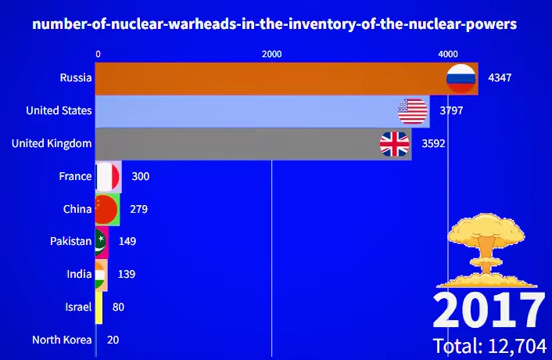 number-of-nuclear-warheads-in-the-inventory-of-the-nuclear-powers
0 2000 4000
Russia 4347
United States 3797
United Kingdom 3592
France 300
China 279
Pakistan 149
India 139
Israel 80
North Korea 20
2017
Total: 12,704